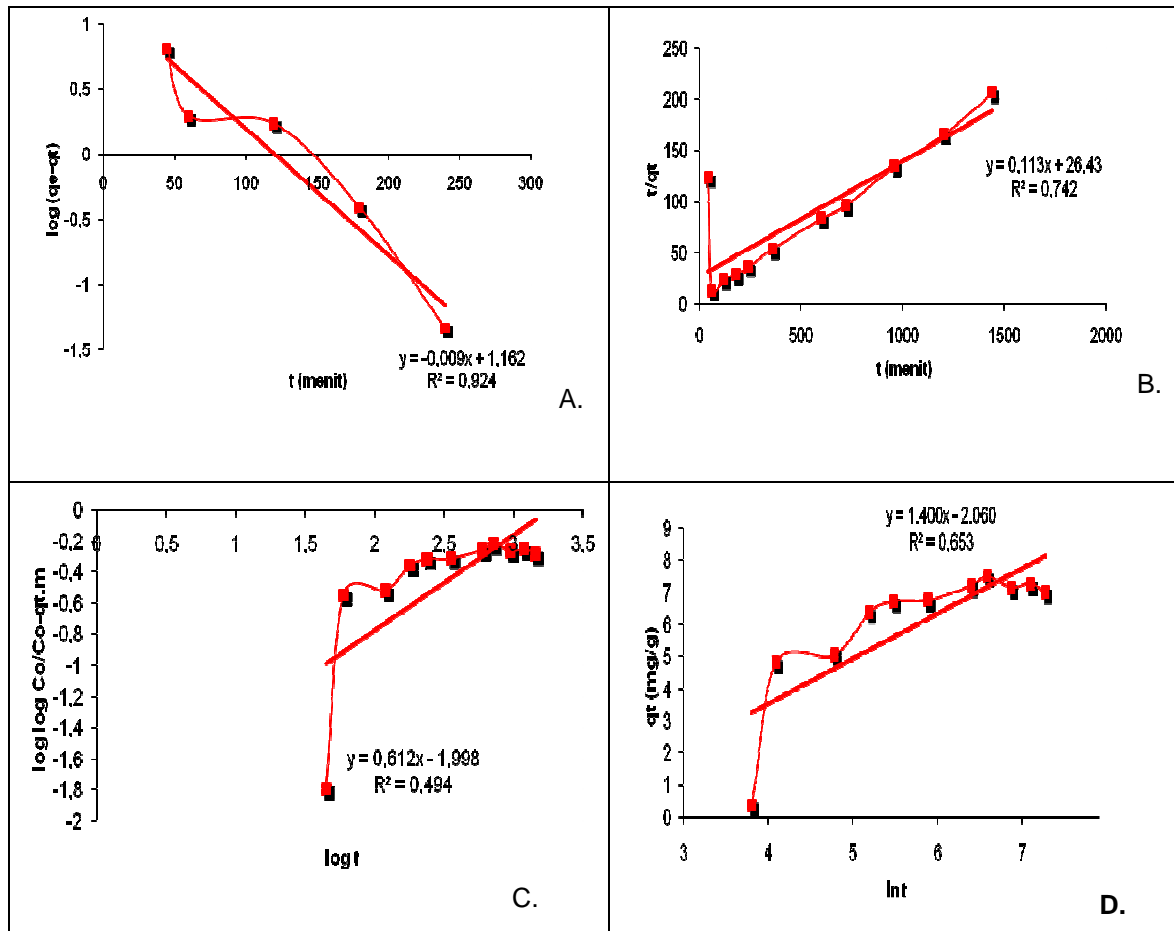 1
0.5
0
-0.5
-1
-1.5
0 50 100 150 200 250 300
log (qe-qt)
t (menit)
y = -0,009x + 1,162
R² = 0,924
A.
250
200
150
100
50
0
0 500 1000 1500 2000
t/qt
t (menit)
y = 0,113x + 26,43
R² = 0,742
B.
0
-0,2
-0,4
-0,6
-0,8
-1
-1,2
-1,4
-1,6
-1,8
-2
0 0,5 1 1,5 2 2,5 3 3,5
log log Co/Co-qt.m
log t
y = 0,612x - 1,998
R² = 0,494
C.
9
8
7
6
5
4
3
2
1
0
3 4 5 6 7
qt (mg/g)
ln t
y = 1.400x - 2.060
R² = 0,653
D.